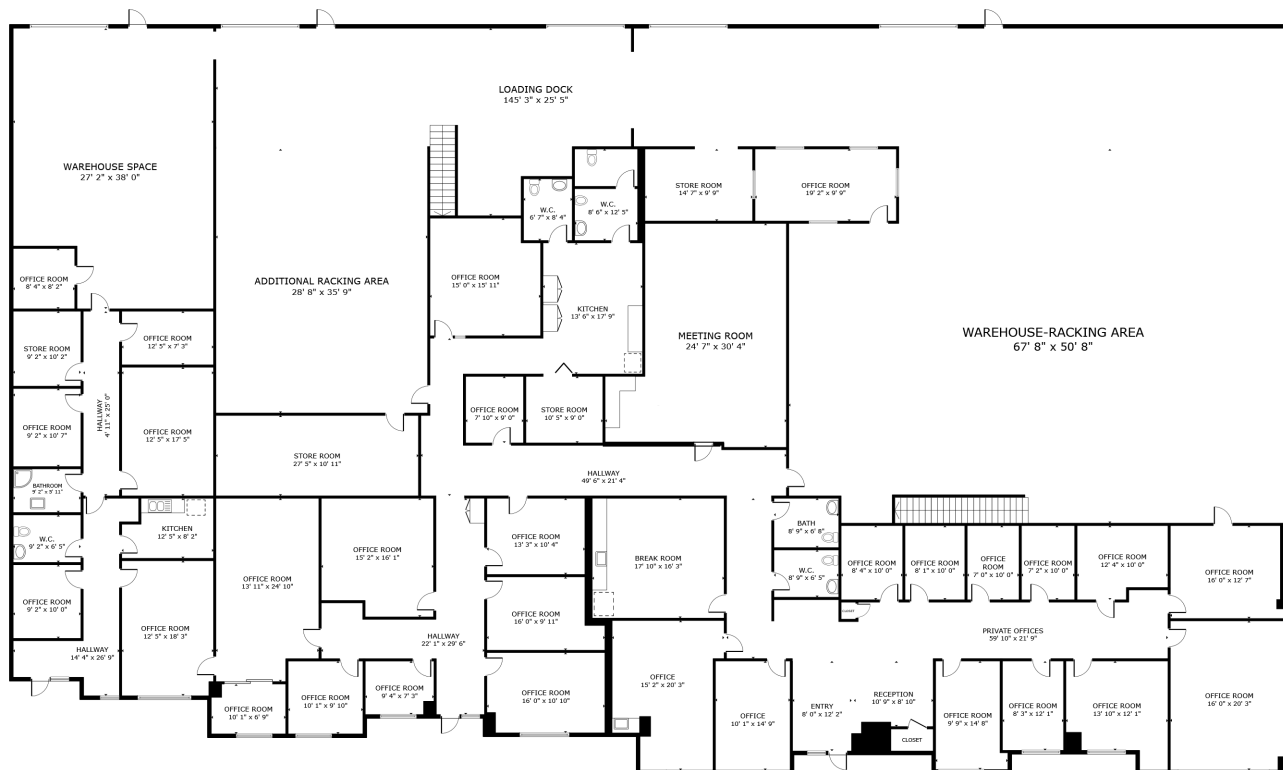 LOADING DOCK
145' 3" x 25' 5"
WAREHOUSE SPACE
27' 2" x 38' 0"
STORE ROOM
14' 7" x 9' 9"
OFFICE ROOM
19' 2" x 9' 9"
W.C.
6' 7" x 8' 4"
W.C.
8' 6" x 12' 5"
OFFICE ROOM
8' 4" x 8' 2"
ADDITIONAL RACKING AREA
28' 8" x 35' 9"
OFFICE ROOM
15' 0" x 15' 11"
KITCHEN
13' 6" x 17' 9"
MEETING ROOM
24' 7" x 30' 4"
WAREHOUSE-RACKING AREA
67' 8" x 50' 8"
STORE ROOM
9' 2" x 10' 2"
OFFICE ROOM
12' 5" x 7' 3"
HALLWAY
4' 11" x 25' 0"
OFFICE ROOM
9' 2" x 10' 7"
OFFICE ROOM
12' 5" x 17' 5"
OFFICE ROOM
7' 10" x 9' 0"
STORE ROOM
10' 5" x 9' 0"
STORE ROOM
27' 5" x 10' 11"
HALLWAY
49' 6" x 21' 4"
BATHROOM
9' 2" x 5' 11"
W.C.
9' 2" x 6' 5"
KITCHEN
12' 5" x 8' 2"
OFFICE ROOM
15' 2" x 16' 1"
OFFICE ROOM
13' 3" x 10' 4"
BREAK ROOM
17' 10" x 16' 3"
BATH
8' 9" x 6' 8"
W.C.
8' 9" x 6' 5"
OFFICE ROOM
8' 4" x 10' 0"
OFFICE ROOM
8' 1" x 10' 0"
OFFICE
ROOM
7' 0" x 10' 0"
OFFICE ROOM
7' 2" x 10' 0"
OFFICE ROOM
12' 4" x 10' 0"
OFFICE ROOM
16' 0" x 12' 7"
OFFICE ROOM
9' 2" x 10' 0"
OFFICE ROOM
12' 5" x 18' 3"
OFFICE ROOM
13' 11" x 24' 10"
OFFICE ROOM
16' 0" x 9' 11"
HALLWAY
22' 1" x 29' 6"
CLOSET
PRIVATE OFFICES
59' 10" x 21' 9"
HALLWAY
14' 4" x 26' 9"
OFFICE ROOM
10' 1" x 6' 9"
OFFICE ROOM
10' 1" x 9' 10"
OFFICE ROOM
9' 4" x 7' 3"
OFFICE ROOM
16' 0" x 10' 10"
OFFICE
15' 2" x 20' 3"
OFFICE
10' 1" x 14' 9"
ENTRY
8' 0" x 12' 2"
RECEPTION
10' 9" x 8' 10"
CLOSET
OFFICE ROOM
9' 9" x 14' 8"
OFFICE ROOM
8' 3" x 12' 1"
OFFICE ROOM
13' 10" x 12' 1"
OFFICE ROOM
16' 0" x 20' 3"